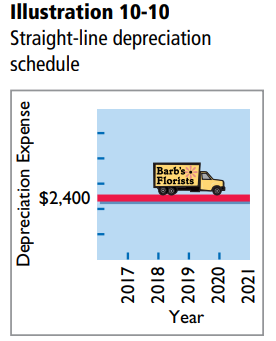 Illustration 10-10
Straight-line depreciation
schedule
Depreciation Expense
$2,400
Barb's
Florists
2017
2018
2019
2020
2021
Year